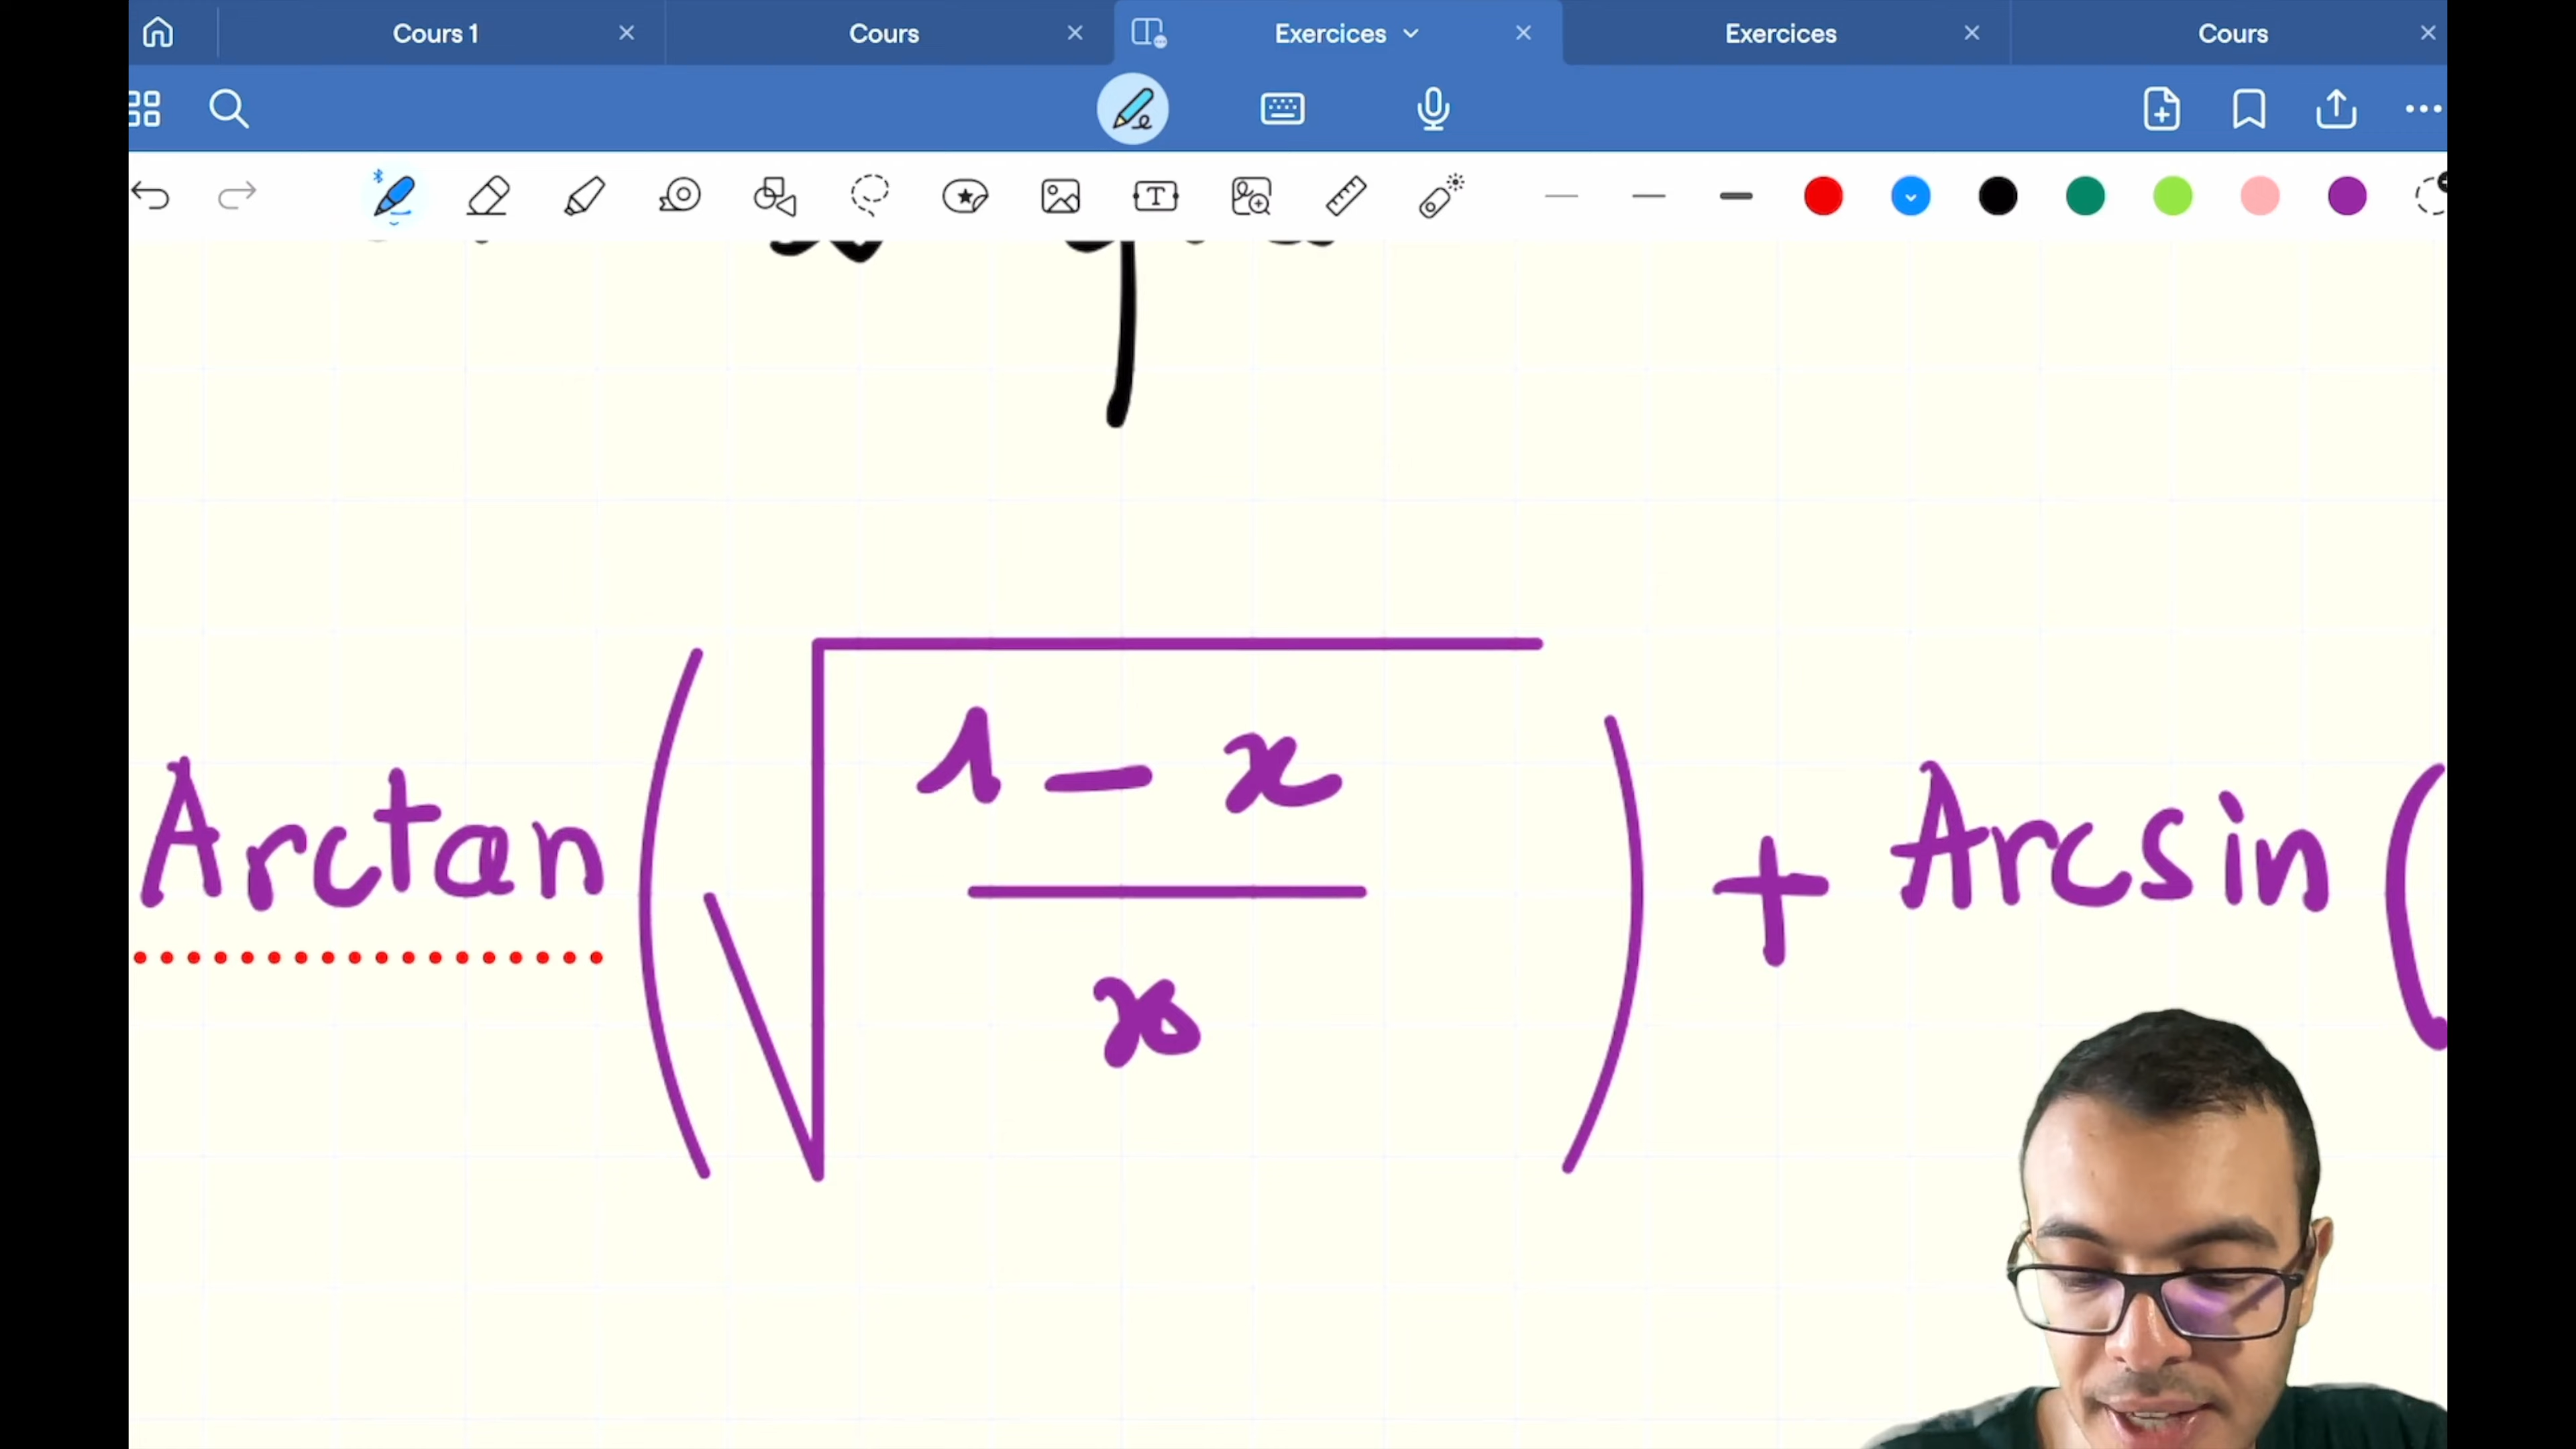 Cours 1 Cours Exercices Exercices Cours
Arctan(√((1 - x)/x)) + Arcsin(